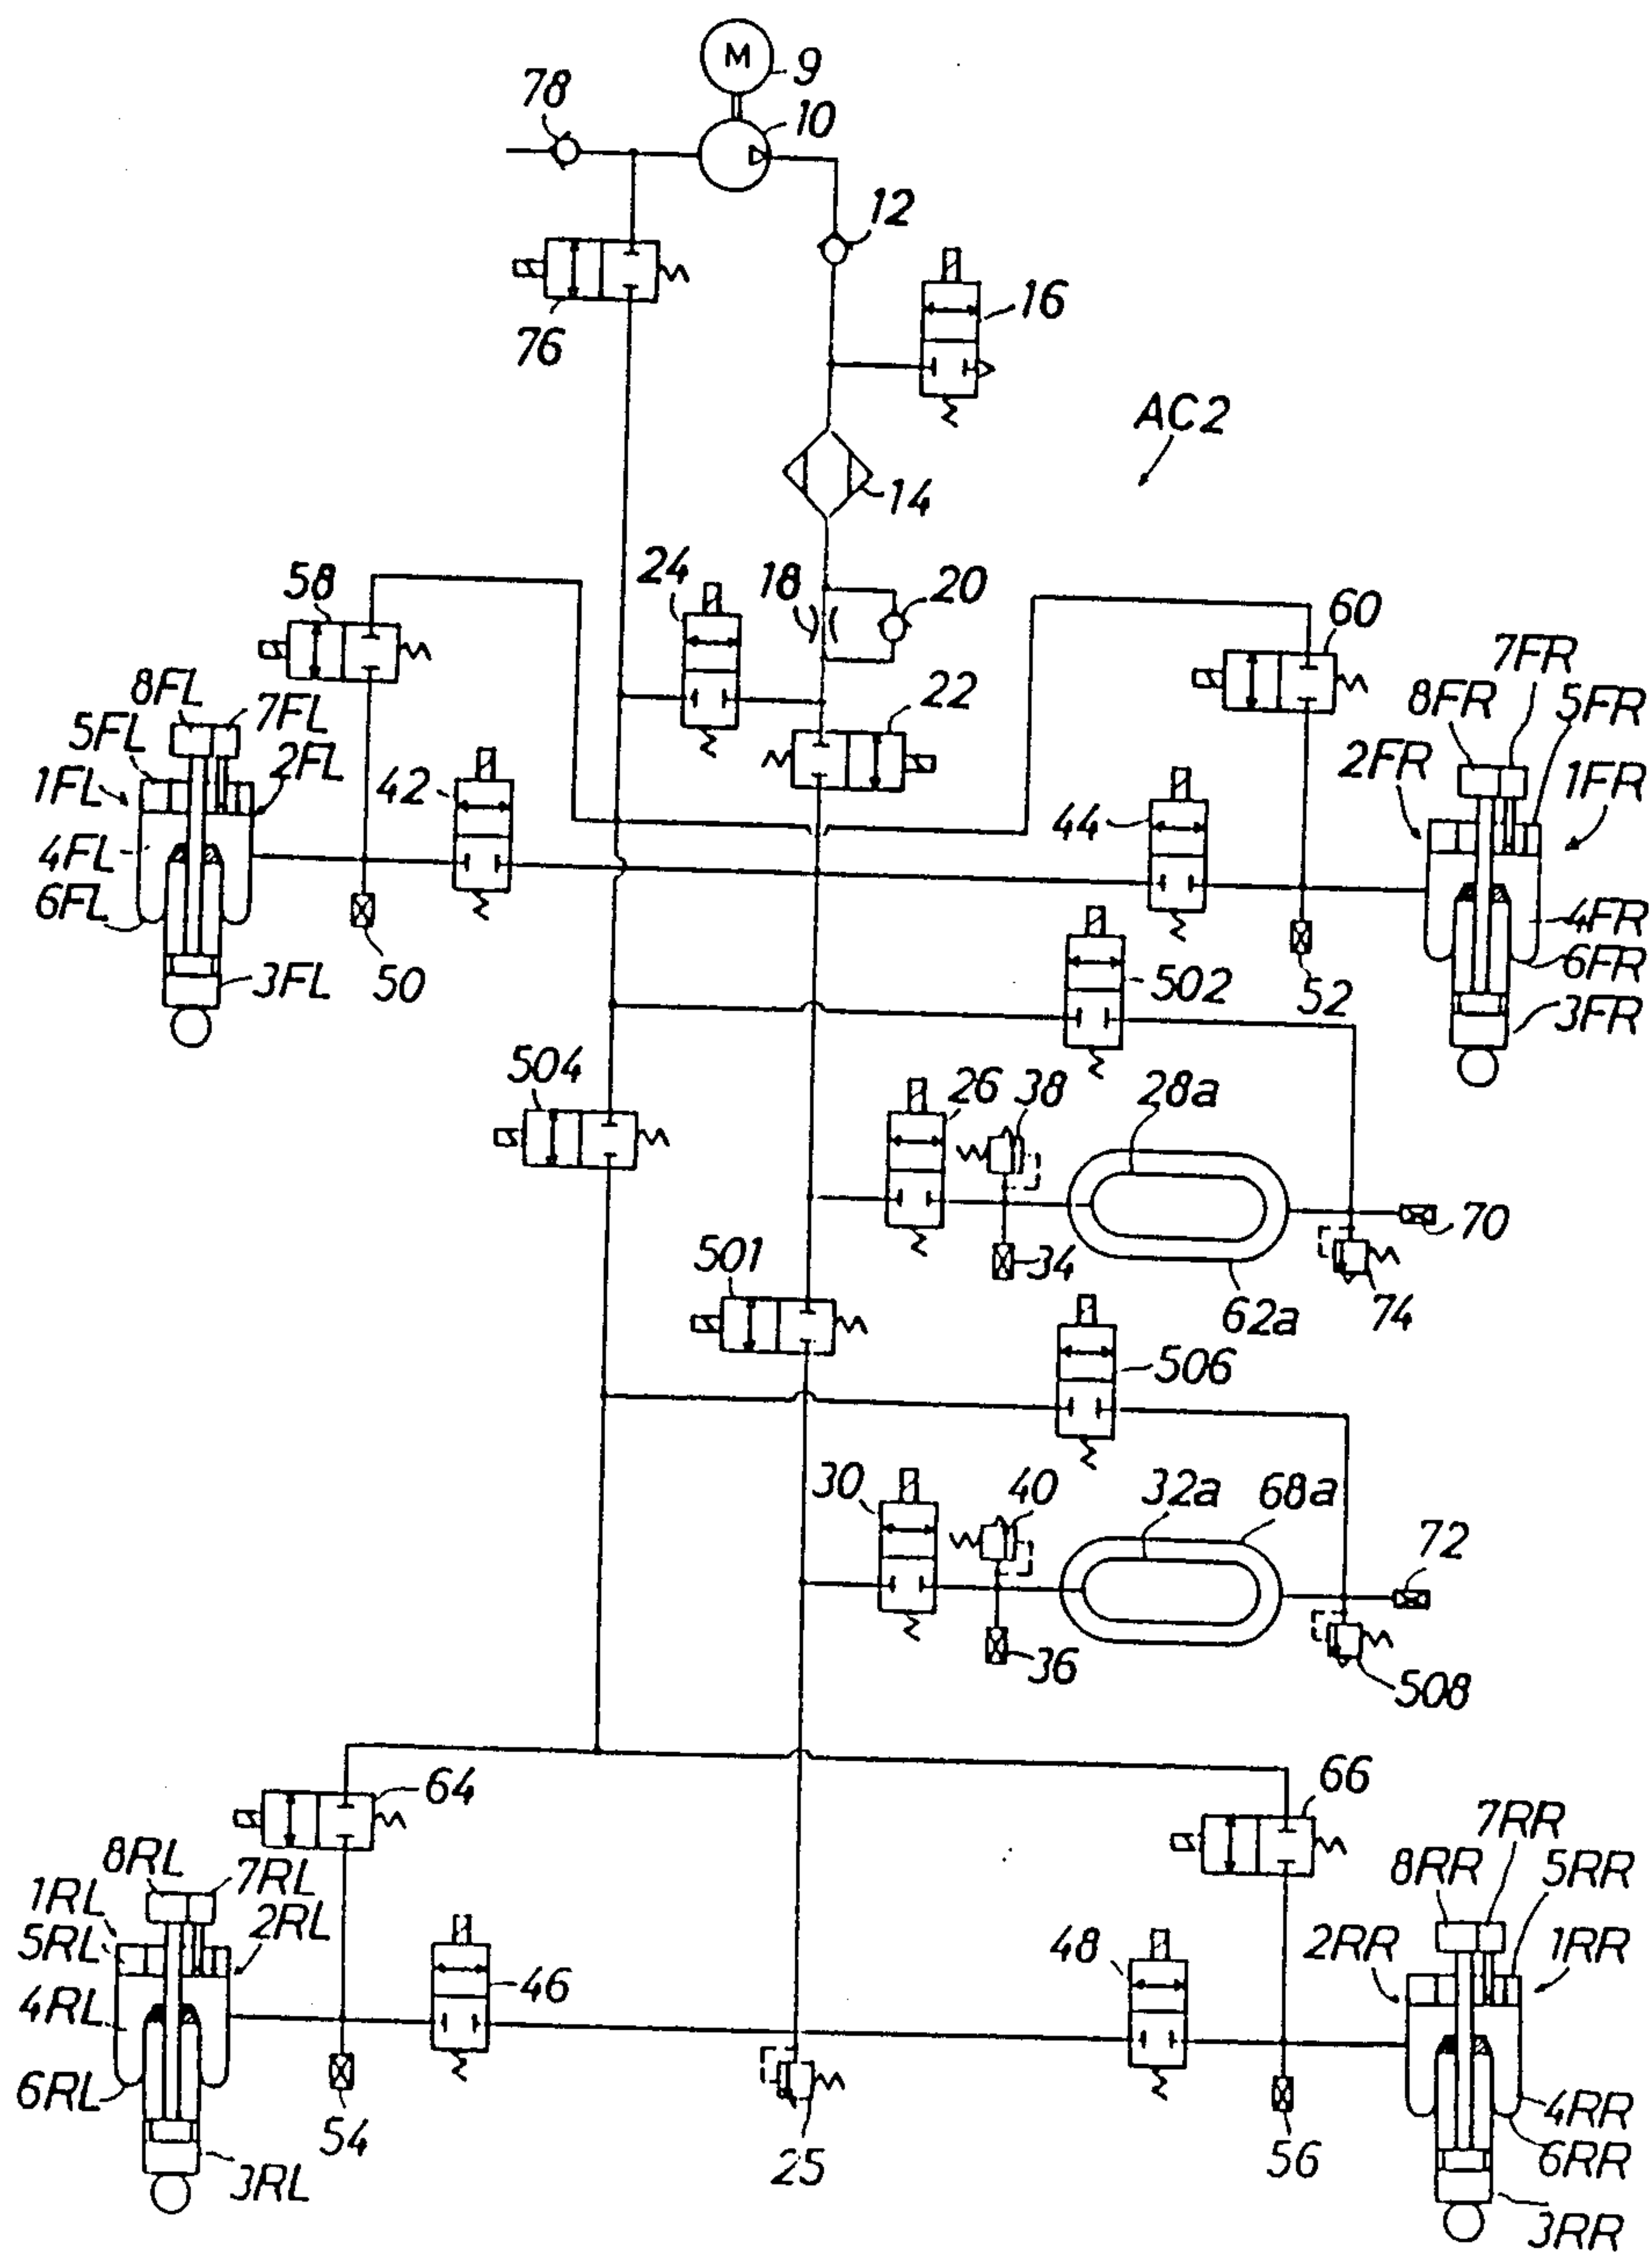 M
9
78
10
12
16
76
AC2
14
24
18
20
58
60
22
7FR
8FL
8FR
5FR
5FL
7FL
2FL
2FR
1FR
1FL
42
44
4FL
6FL
4FR
6FR
3FL
50
502
52
3FR
504
26
38
28a
70
34
501
62a
74
506
30
40
32a
68a
72
36
508
64
66
7RR
8RL
7RL
8RR
5RR
1RL
2RL
48
2RR
1RR
5RL
46
4RL
6RL
4RR
54
25
56
6RR
3RL
3RR